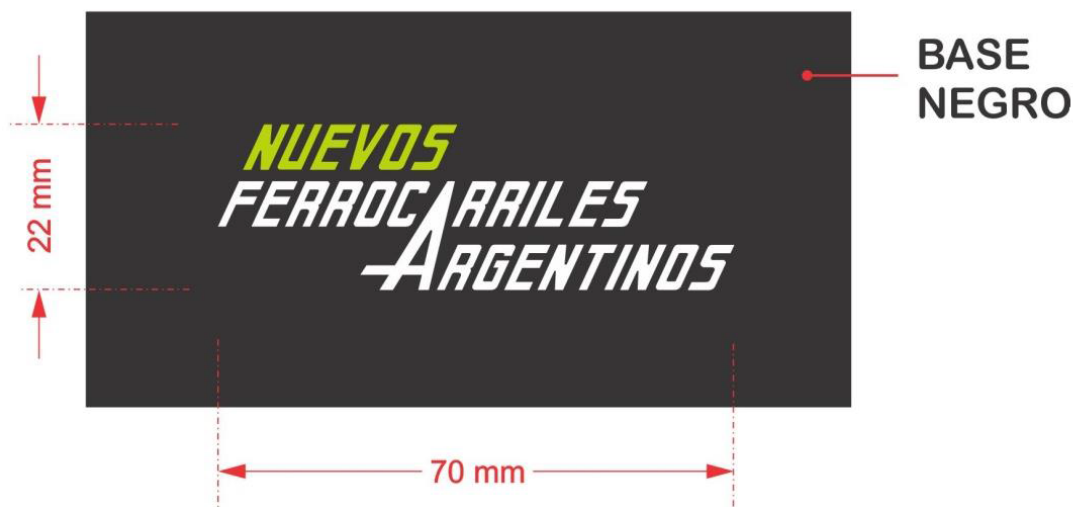 BASE
NEGRO
NUEVOS
FERROCARRILES
ARGENTINOS
22 mm
70 mm